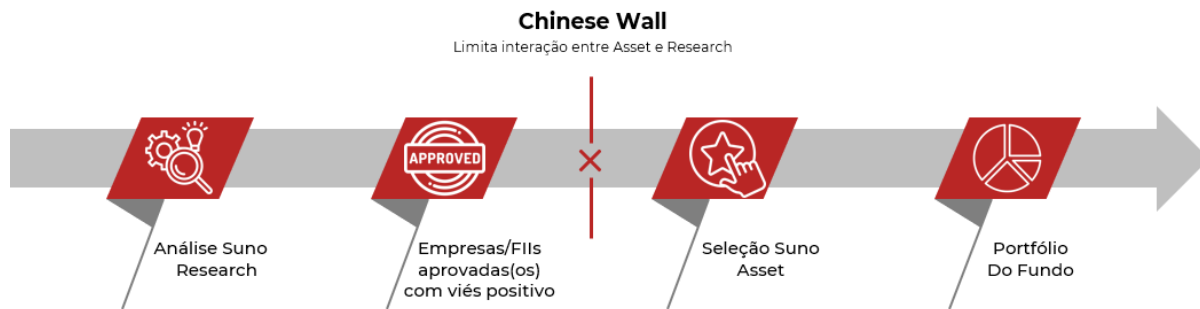 Chinese Wall
Limita interação entre Asset e Research
APPROVED
Análise Suno
Research
Empresas/FIIs
aprovadas(os)
com viés positivo
Seleção Suno
Asset
Portfólio
Do Fundo